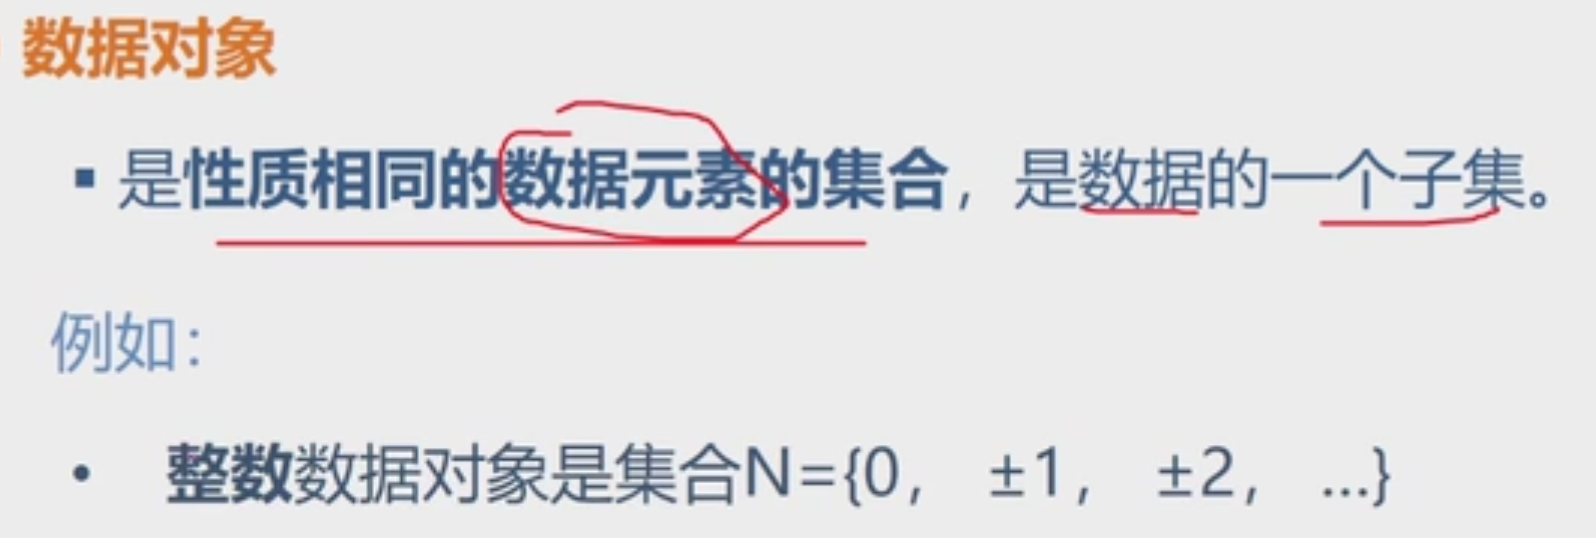 数据对象
▪ 是性质相同的数据元素的集合，是数据的一个子集。
例如：
• 整数数据对象是集合N={0， ±1， ±2， …}